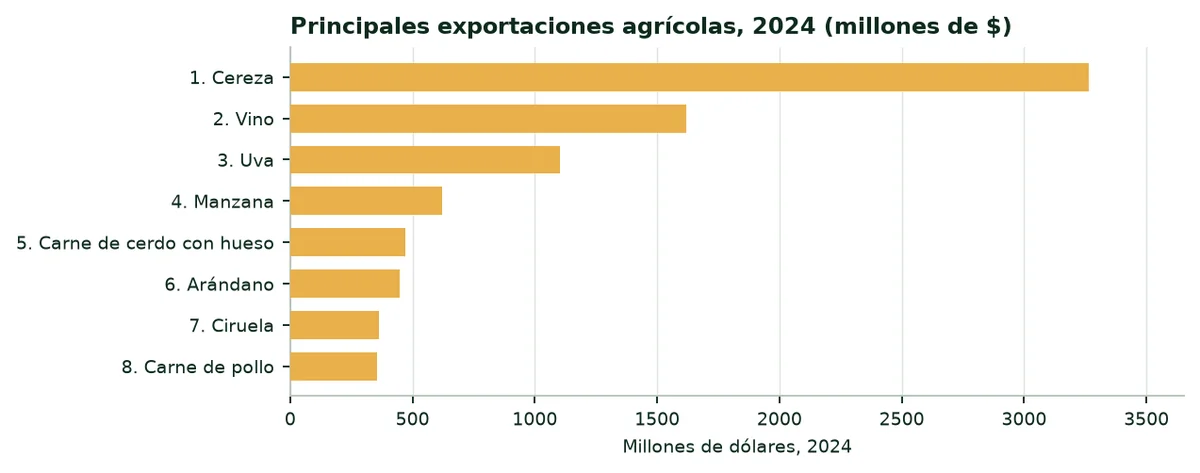 Principales exportaciones agrícolas, 2024 (millones de $)
1. Cereza
2. Vino
3. Uva
4. Manzana
5. Carne de cerdo con hueso
6. Arándano
7. Ciruela
8. Carne de pollo
0 500 1000 1500 2000 2500 3000 3500
Millones de dólares, 2024